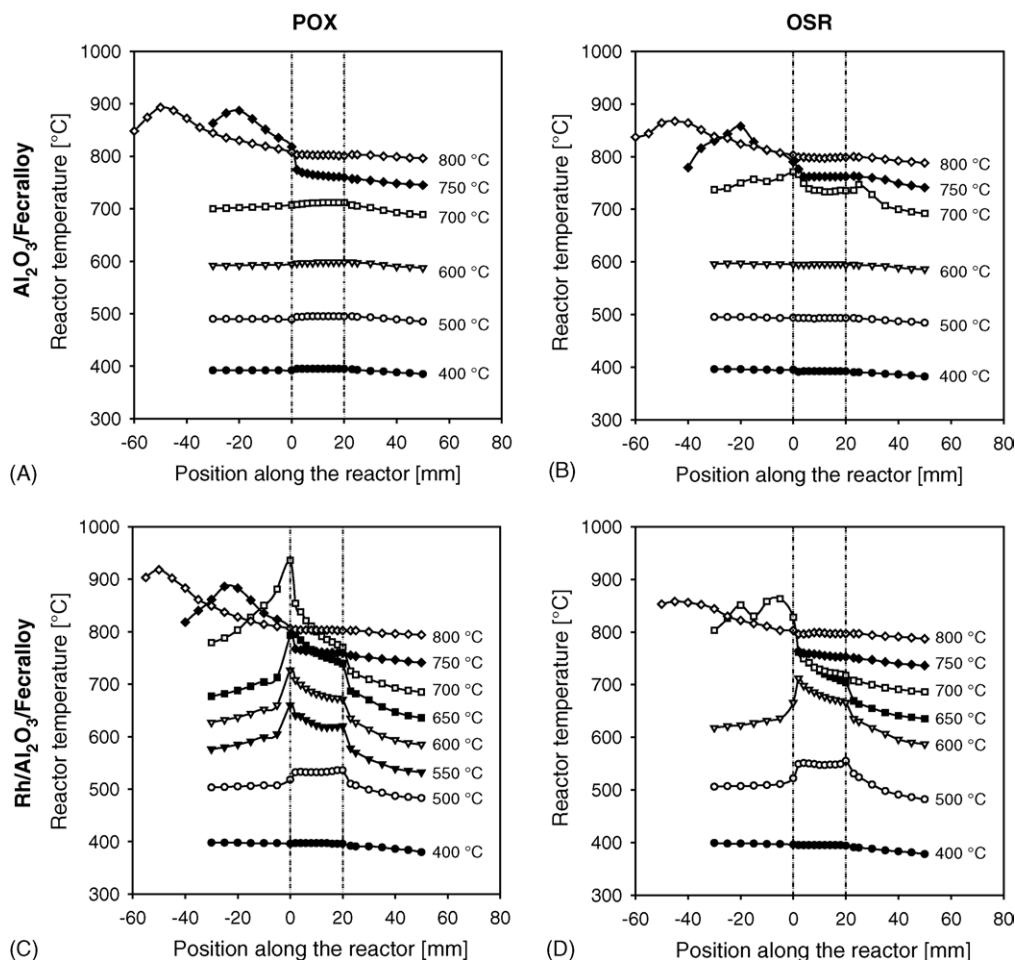 POX
OSR
Al₂O₃/Fecralloy
Reactor temperature [°C]
1000
900
800
700
600
500
400
300
800 °C
750 °C
700 °C
600 °C
500 °C
400 °C
-60 -40 -20 0 20 40 60 80
Position along the reactor [mm]
(A)
Reactor temperature [°C]
1000
900
800
700
600
500
400
300
800 °C
750 °C
700 °C
600 °C
500 °C
400 °C
-60 -40 -20 0 20 40 60 80
Position along the reactor [mm]
(B)
Rh/Al₂O₃/Fecralloy
Reactor temperature [°C]
1000
900
800
700
600
500
400
300
800 °C
750 °C
700 °C
650 °C
600 °C
550 °C
500 °C
400 °C
-60 -40 -20 0 20 40 60 80
Position along the reactor [mm]
(C)
Reactor temperature [°C]
1000
900
800
700
600
500
400
300
800 °C
750 °C
700 °C
650 °C
600 °C
500 °C
400 °C
-60 -40 -20 0 20 40 60 80
Position along the reactor [mm]
(D)